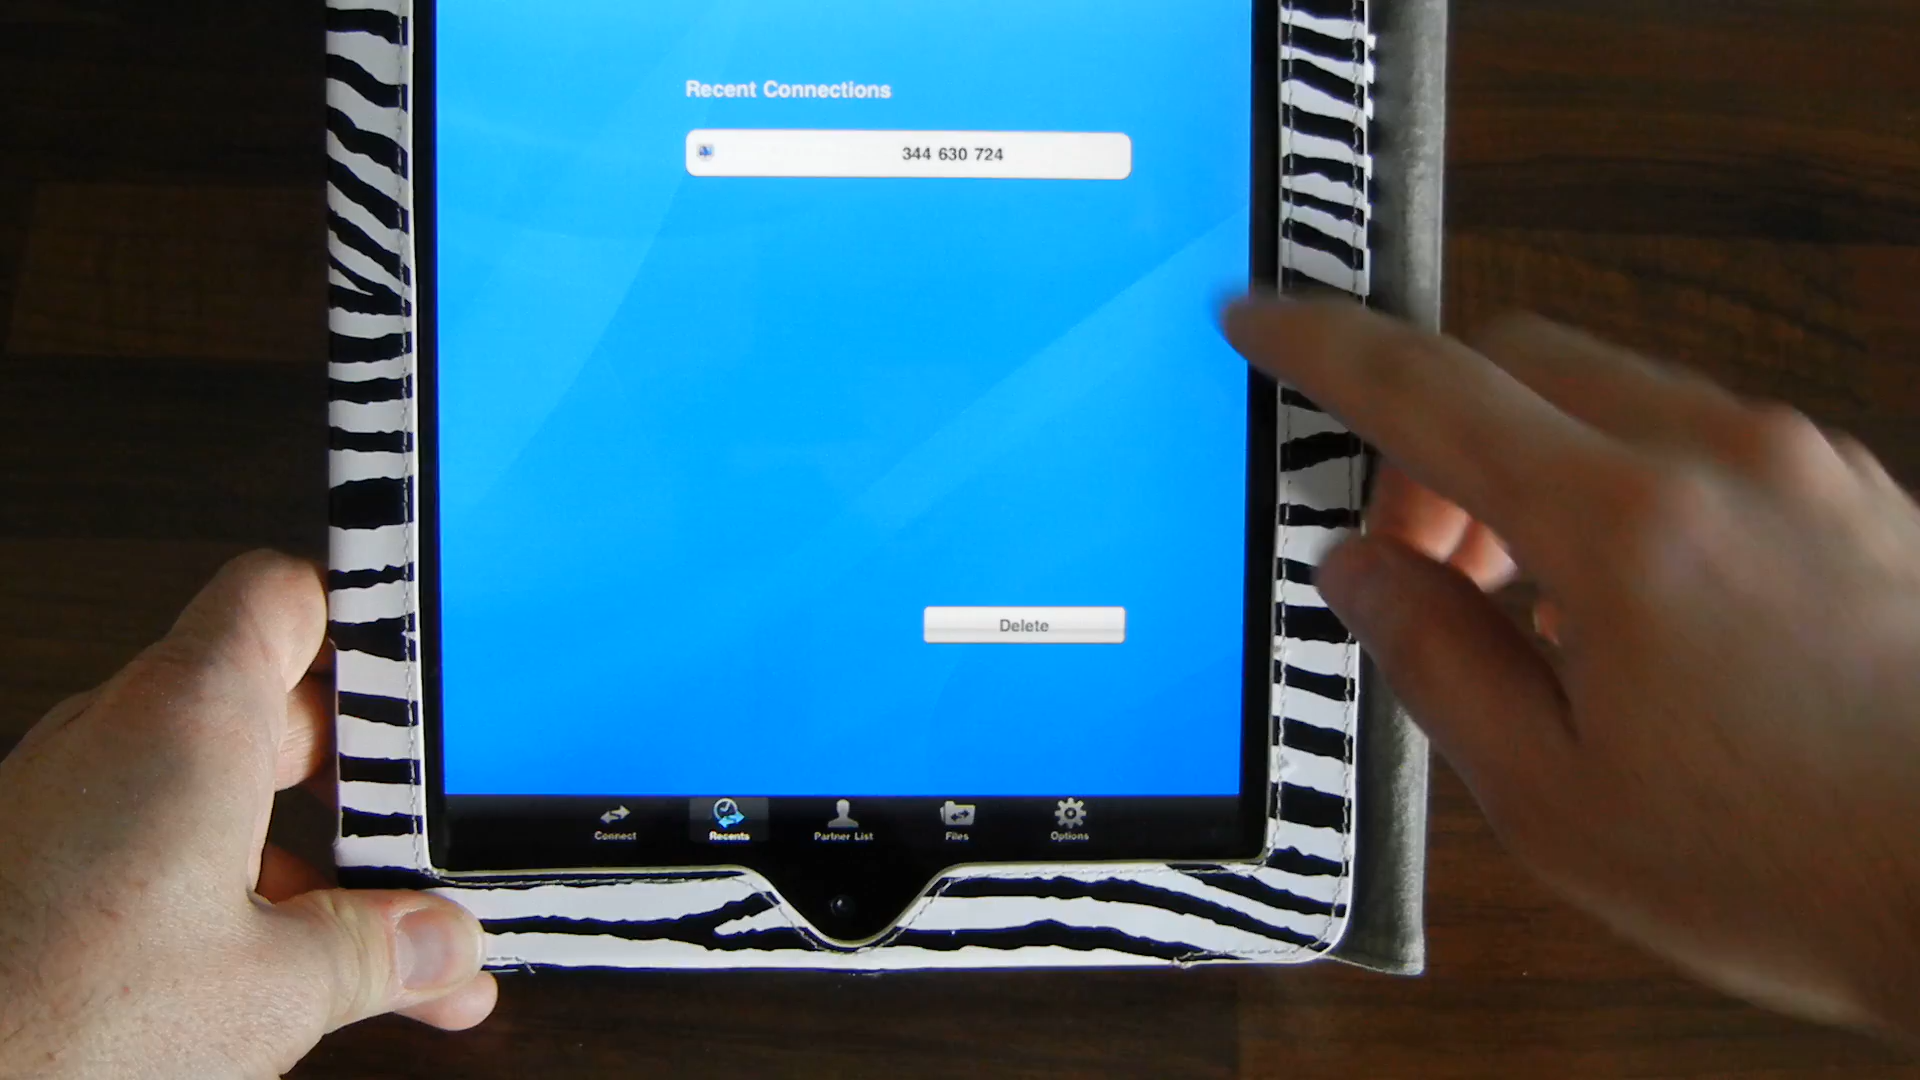 Recent Connections
344 630 724
Delete
Connect
Recents
Partner List
Files
Options